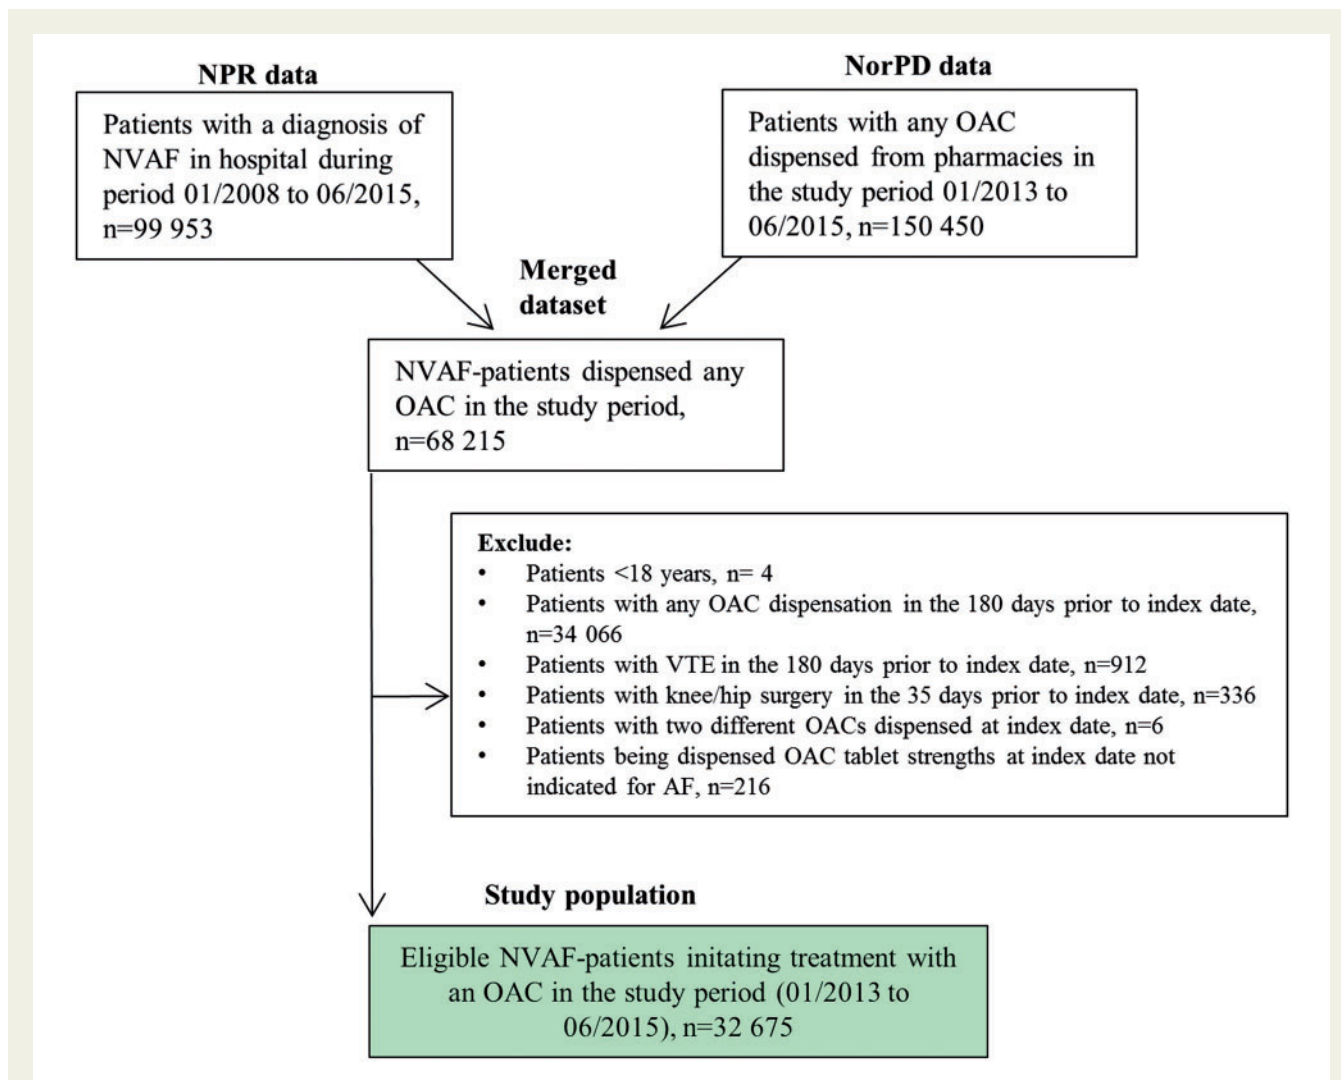 NPR data
Patients with a diagnosis of
NVAF in hospital during
period 01/2008 to 06/2015,
n=99 953
NorPD data
Patients with any OAC
dispensed from pharmacies in
the study period 01/2013 to
06/2015, n=150 450
Merged
dataset
NVAF-patients dispensed any
OAC in the study period,
n=68 215
Exclude:
• Patients <18 years, n= 4
• Patients with any OAC dispensation in the 180 days prior to index date,
n=34 066
• Patients with VTE in the 180 days prior to index date, n=912
• Patients with knee/hip surgery in the 35 days prior to index date, n=336
• Patients with two different OACs dispensed at index date, n=6
• Patients being dispensed OAC tablet strengths at index date not
indicated for AF, n=216
Study population
Eligible NVAF-patients initating treatment with
an OAC in the study period (01/2013 to
06/2015), n=32 675